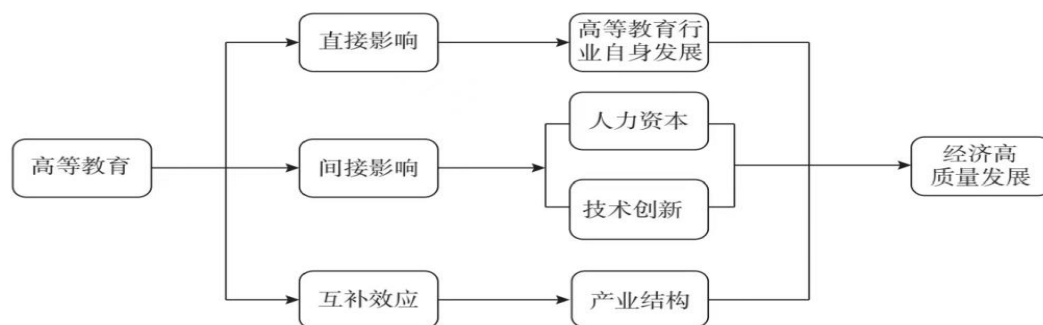 直接影响
高等教育行
业自身发展
人力资本
高等教育
间接影响
经济高
质量发展
技术创新
互补效应
产业结构